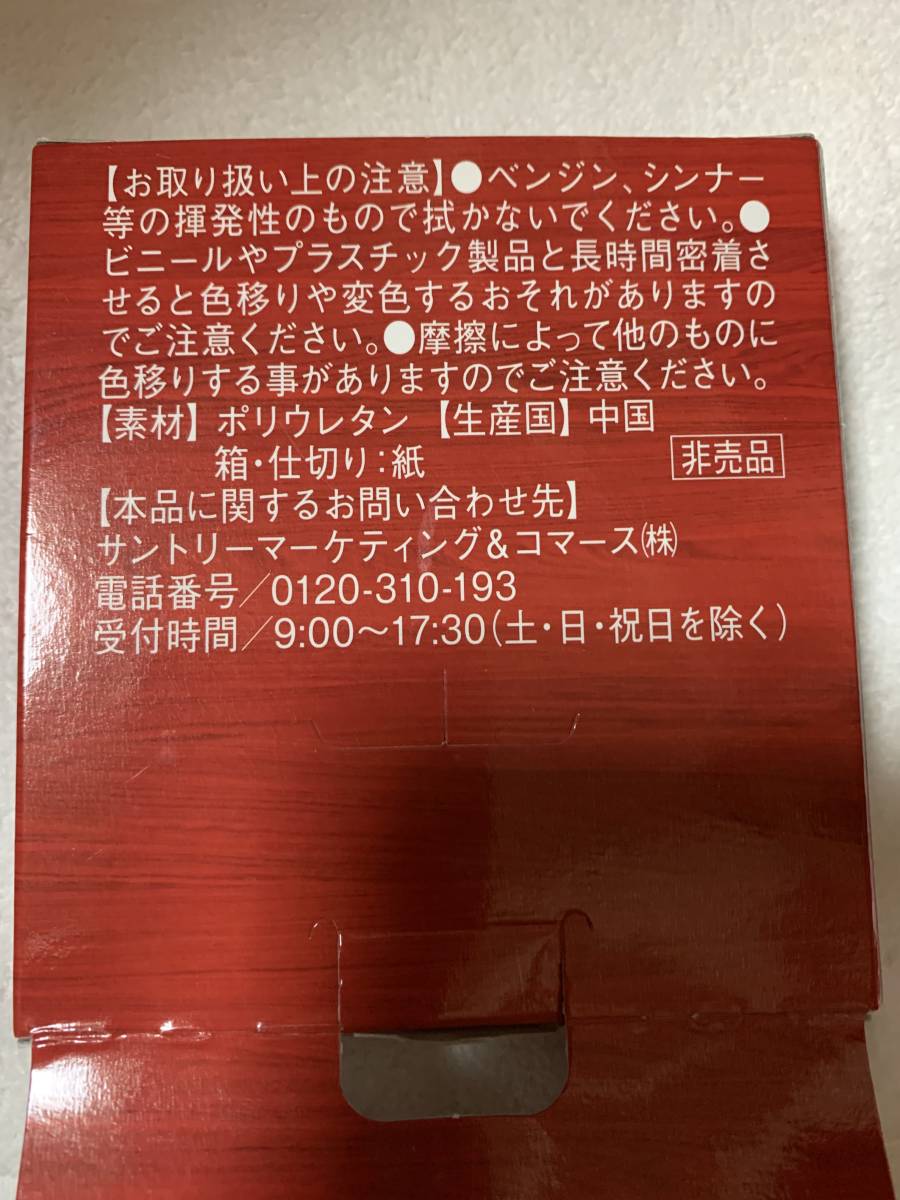 【お取り扱い上の注意】●ベンジン、シンナー
等の揮発性のもので拭かないでください。●
ビニールやプラスチック製品と長時間密着さ
せると色移りや変色するおそれがありますの
でご注意ください。●摩擦によって他のものに
色移りする事がありますのでご注意ください。
【素材】ポリウレタン【生産国】中国
箱・仕切り:紙 非売品
【本品に関するお問い合わせ先】
サントリーマーケティング&コマース㈱
電話番号/0120-310-193
受付時間/9:00〜17:30(土・日・祝日を除く)